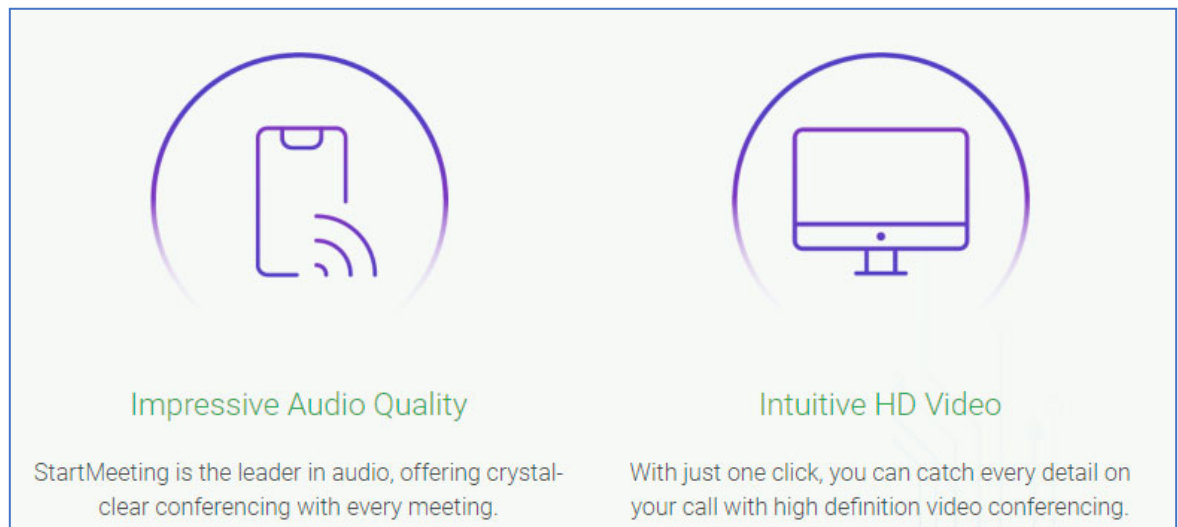 Impressive Audio Quality
StartMeeting is the leader in audio, offering crystal-
clear conferencing with every meeting.
Intuitive HD Video
With just one click, you can catch every detail on
your call with high definition video conferencing.